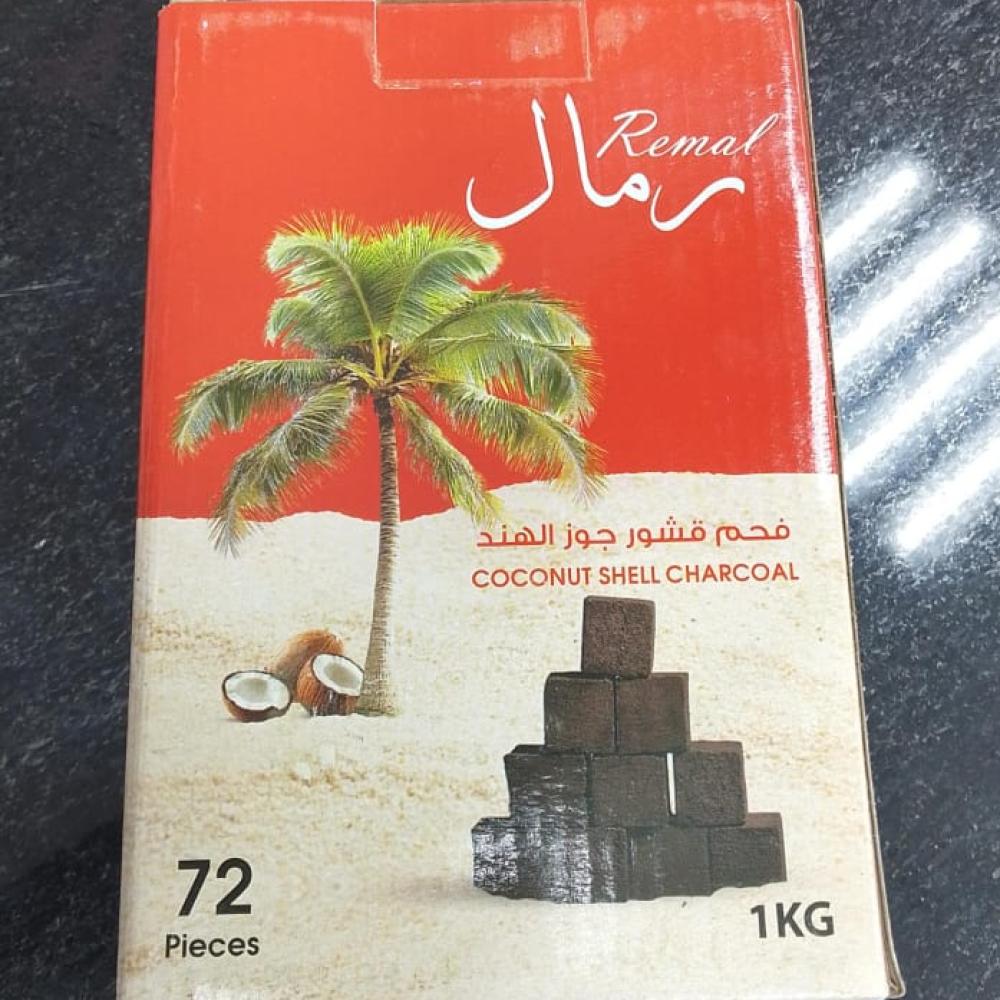 Remal
رمال
فحم قشور جوز الهند
COCONUT SHELL CHARCOAL
72
Pieces
1KG